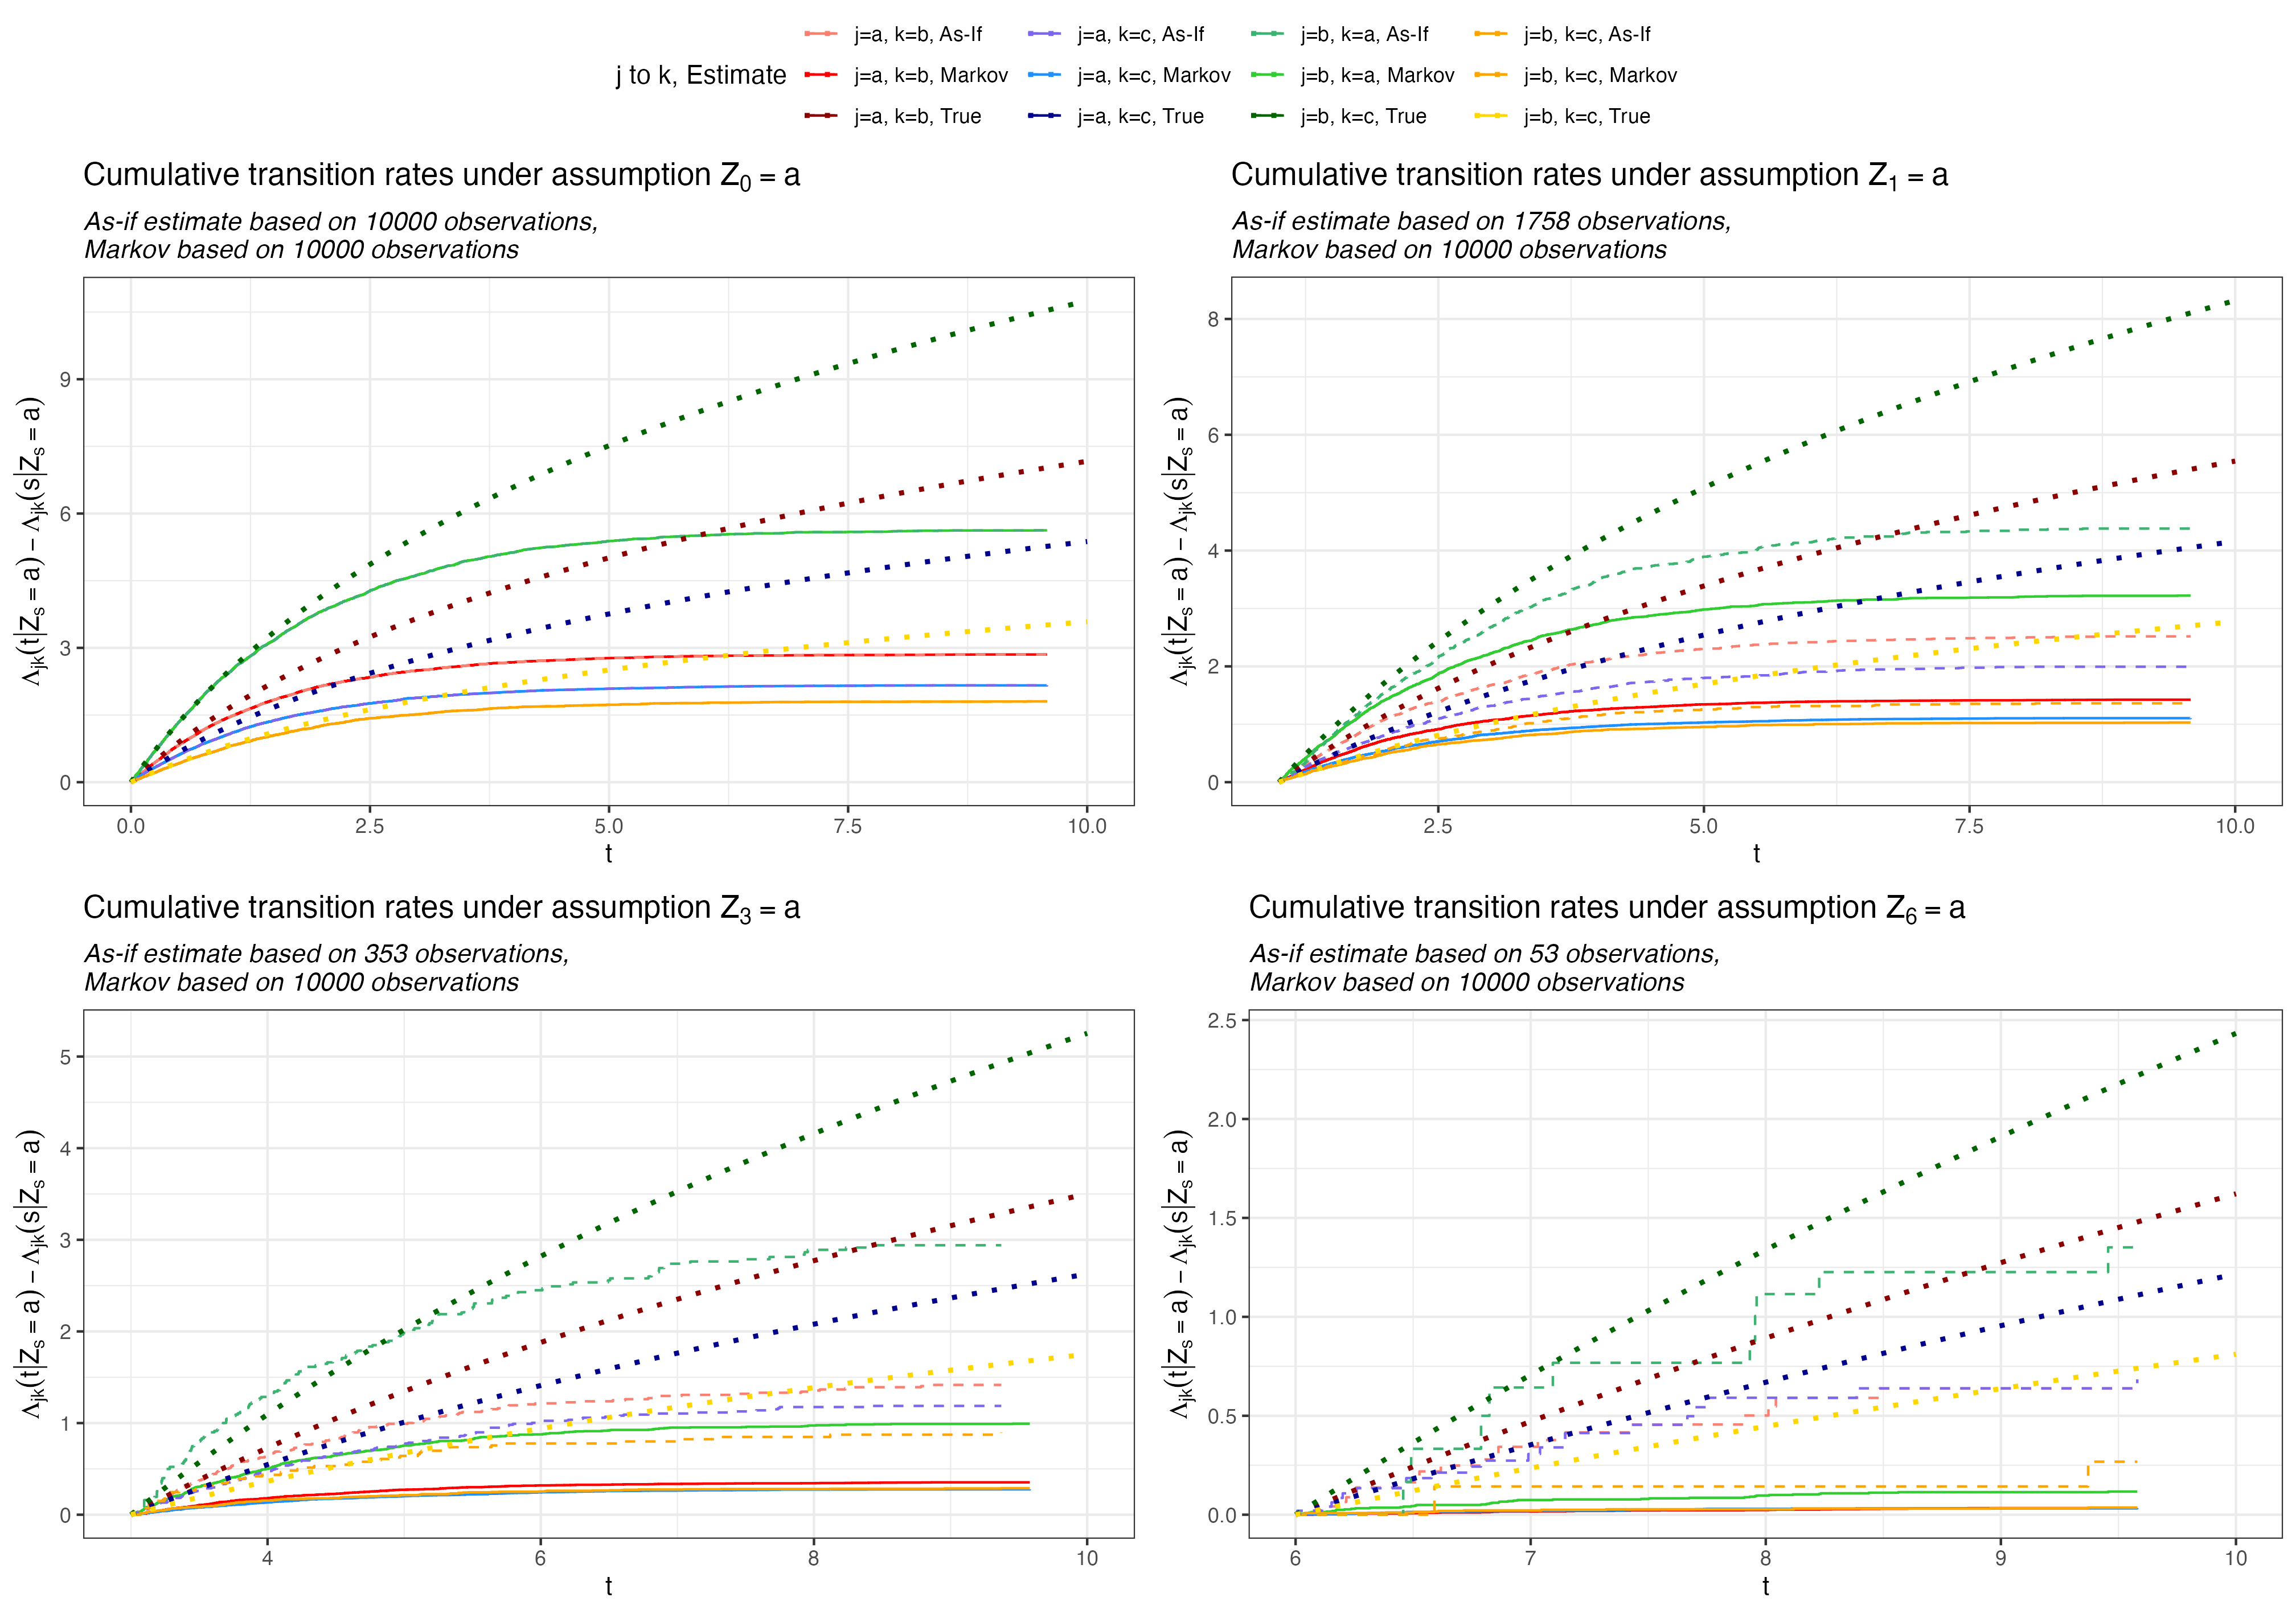 j to k, Estimate
j=a, k=b, As-If
j=a, k=c, As-If
j=b, k=a, As-If
j=b, k=c, As-If
j=a, k=b, Markov
j=a, k=c, Markov
j=b, k=a, Markov
j=b, k=c, Markov
j=a, k=b, True
j=a, k=c, True
j=b, k=c, True
j=b, k=c, True
Cumulative transition rates under assumption Z₀ = a
As-if estimate based on 10000 observations,
Markov based on 10000 observations
Λjk(t|Zs = a) − Λjk(s|Zs = a)
9
6
3
0
0.0 2.5 5.0 7.5 10.0
t
Cumulative transition rates under assumption Z₁ = a
As-if estimate based on 1758 observations,
Markov based on 10000 observations
Λjk(t|Zs = a) − Λjk(s|Zs = a)
8
6
4
2
0
2.5 5.0 7.5 10.0
t
Cumulative transition rates under assumption Z₃ = a
As-if estimate based on 353 observations,
Markov based on 10000 observations
Λjk(t|Zs = a) − Λjk(s|Zs = a)
5
4
3
2
1
0
4 6 8 10
t
Cumulative transition rates under assumption Z₆ = a
As-if estimate based on 53 observations,
Markov based on 10000 observations
Λjk(t|Zs = a) − Λjk(s|Zs = a)
2.5
2.0
1.5
1.0
0.5
0.0
6 7 8 9 10
t